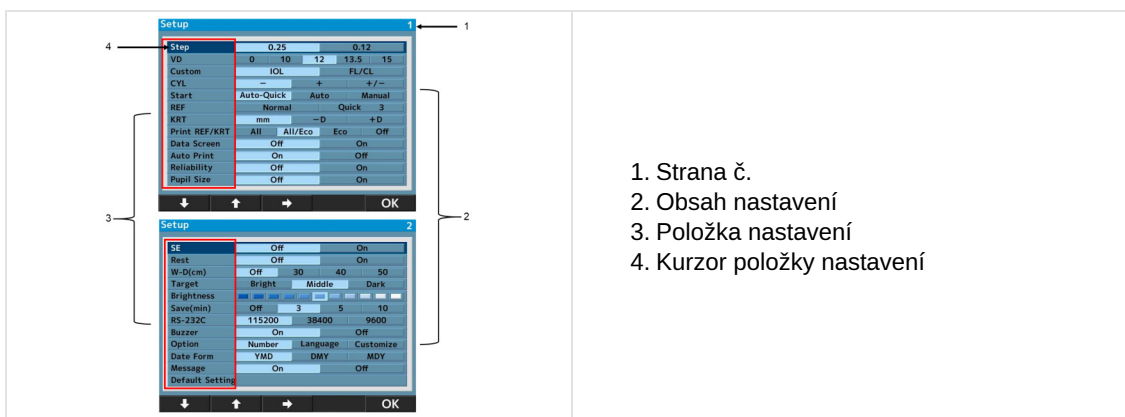 Setup 1
1
4
Step 0.25 0.12
VD 0 10 12 13.5 15
Custom IOL FL/CL
CYL − + +/−
Start Auto-Quick Auto Manual
REF Normal Quick 3
KRT mm −D +D
Print REF/KRT All All/Eco Eco Off
Data Screen Off On
Auto Print On Off
Reliability Off On
Pupil Size Off On
OK
3
2
Setup 2
SE Off On
Rest Off On
W-D(cm) Off 30 40 50
Target Bright Middle Dark
Brightness
Save(min) Off 3 5 10
RS-232C 115200 38400 9600
Buzzer On Off
Option Number Language Customize
Date Form YMD DMY MDY
Message On Off
Default Setting
OK
1. Strana č.
2. Obsah nastavení
3. Položka nastavení
4. Kurzor položky nastavení